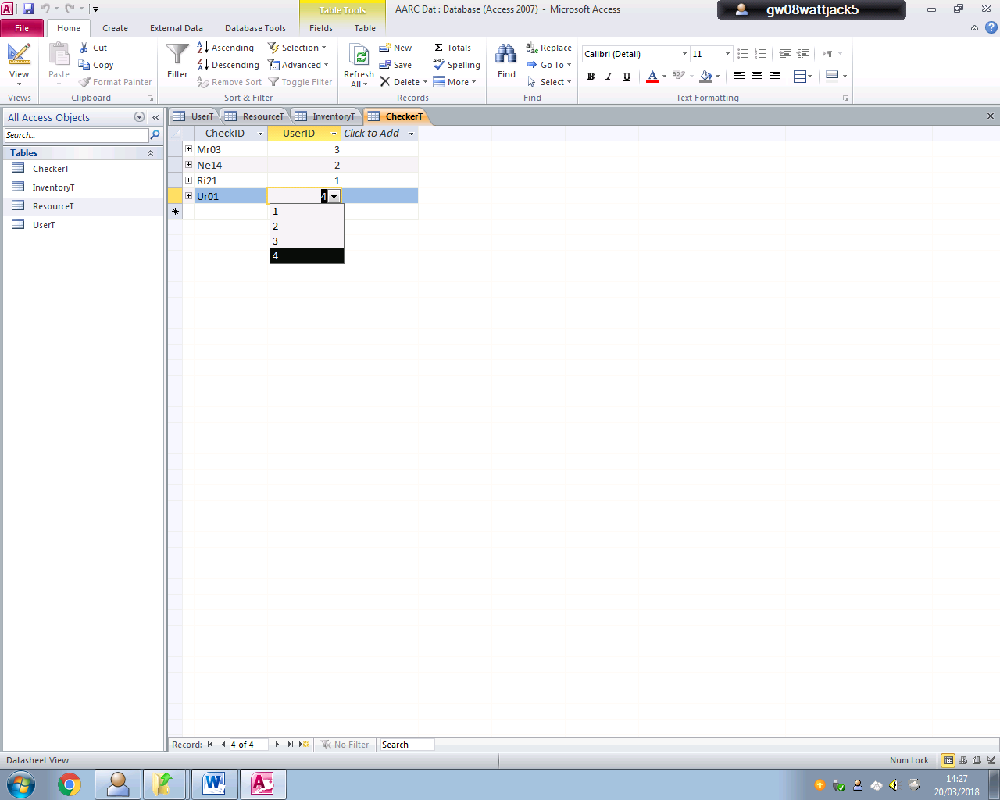 Table Tools
AARC Dat : Database (Access 2007) - Microsoft Access
gw08wattjack5
File Home Create External Data Database Tools Fields Table
View
Views
Paste
Cut
Copy
Format Painter
Clipboard
Filter
Ascending
Descending
Remove Sort
Selection
Advanced
Toggle Filter
Sort & Filter
Refresh
All
New
Save
Delete
Totals
Spelling
More
Records
Find
Replace
Go To
Select
Find
Calibri (Detail) 11
B I U
Text Formatting
All Access Objects
Search...
Tables
CheckerT
InventoryT
ResourceT
UserT
UserT ResourceT InventoryT CheckerT
CheckID UserID Click to Add
Mr03 3
Ne14 2
Ri21 1
Ur01 4
1
2
3
4
Record: 4 of 4 No Filter Search
Datasheet View Num Lock
14:27
20/03/2018